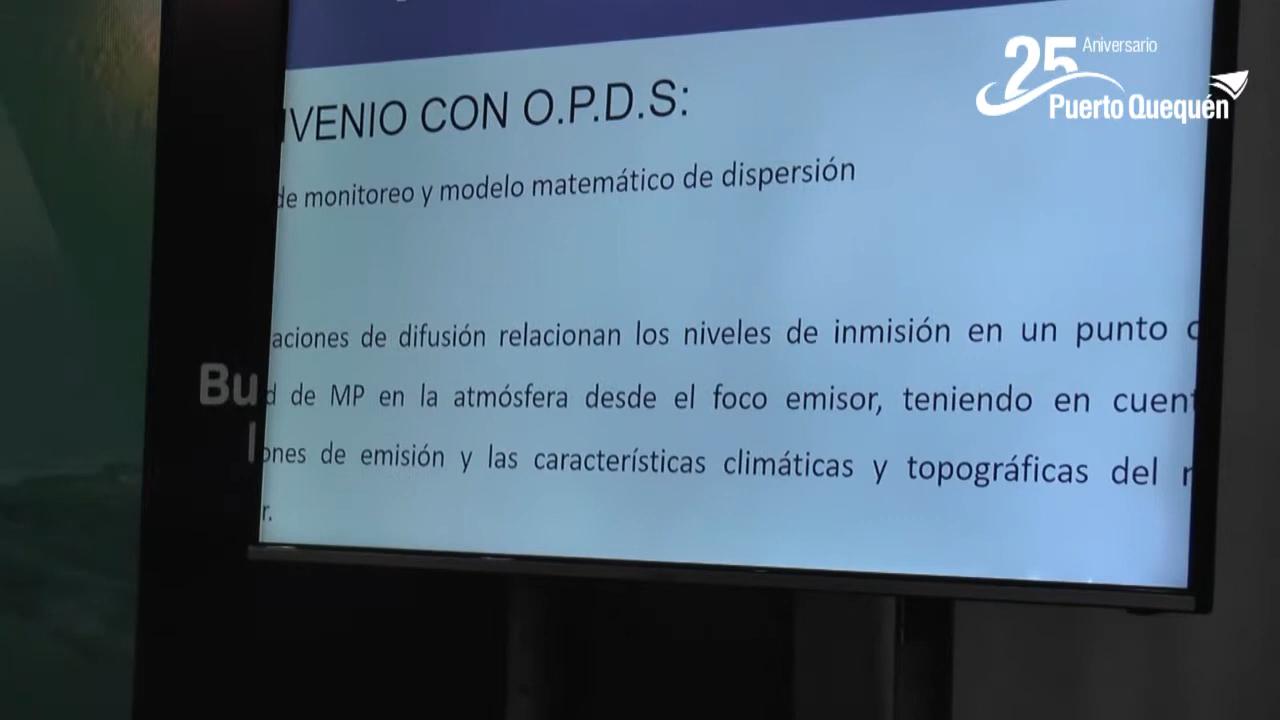 25 Aniversario
Puerto Quequén
VENIO CON O.P.D.S:
de monitoreo y modelo matemático de dispersión
aciones de difusión relacionan los niveles de inmisión en un punto
d de MP en la atmósfera desde el foco emisor, teniendo en cuent
ones de emisión y las características climáticas y topográficas del
r.
Bu